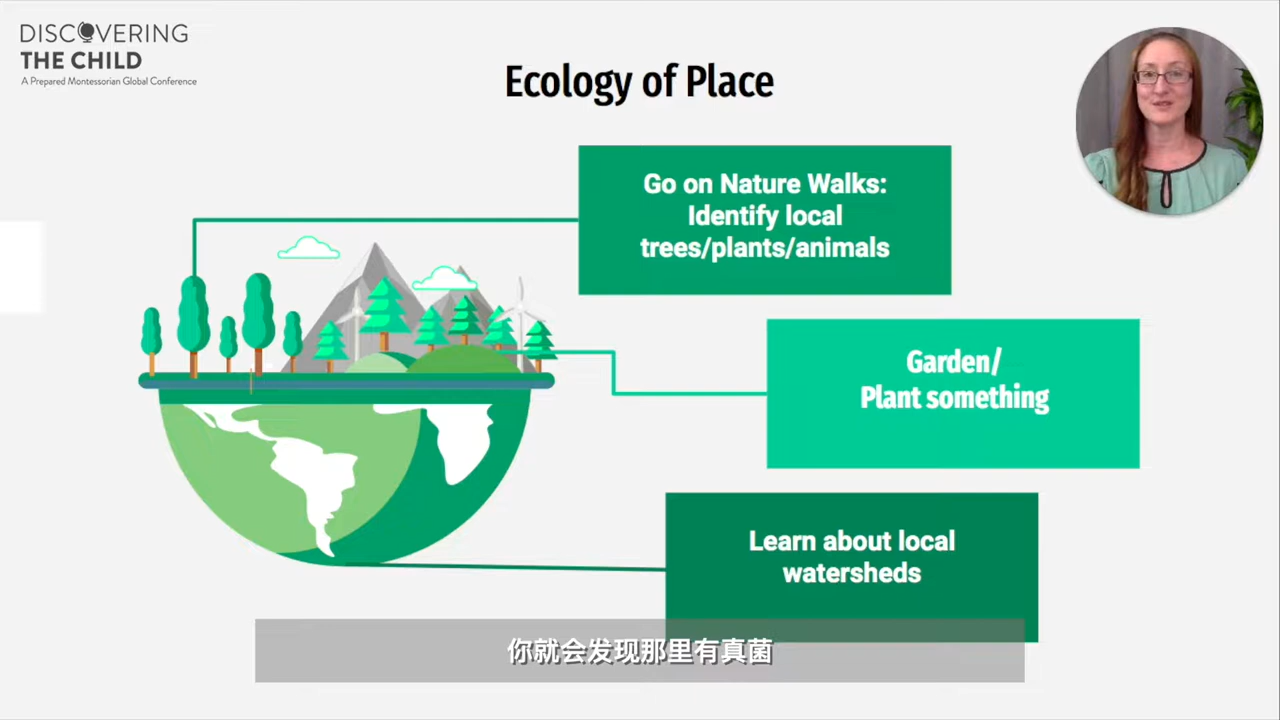 DISCOVERING
THE CHILD
A Prepared Montessorian Global Conference
Ecology of Place
Go on Nature Walks:
Identify local
trees/plants/animals
Garden/
Plant something
Learn about local
watersheds
你就会发现那里有真菌